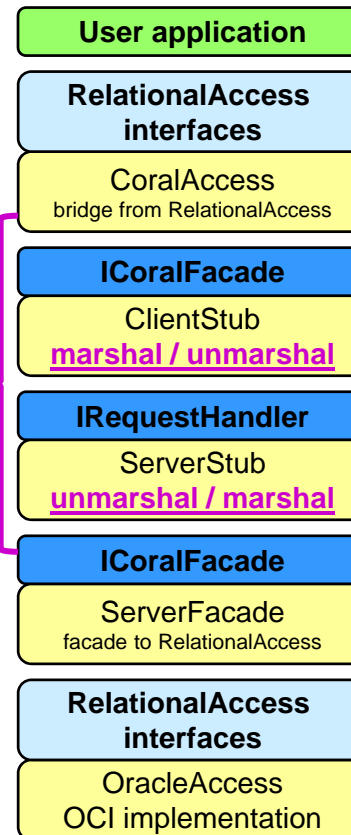 User application
RelationalAccess
interfaces
CoralAccess
bridge from RelationalAccess
ICoralFacade
ClientStub
marshal / unmarshal
IRequestHandler
ServerStub
unmarshal / marshal
ICoralFacade
ServerFacade
facade to RelationalAccess
RelationalAccess
interfaces
OracleAccess
OCI implementation